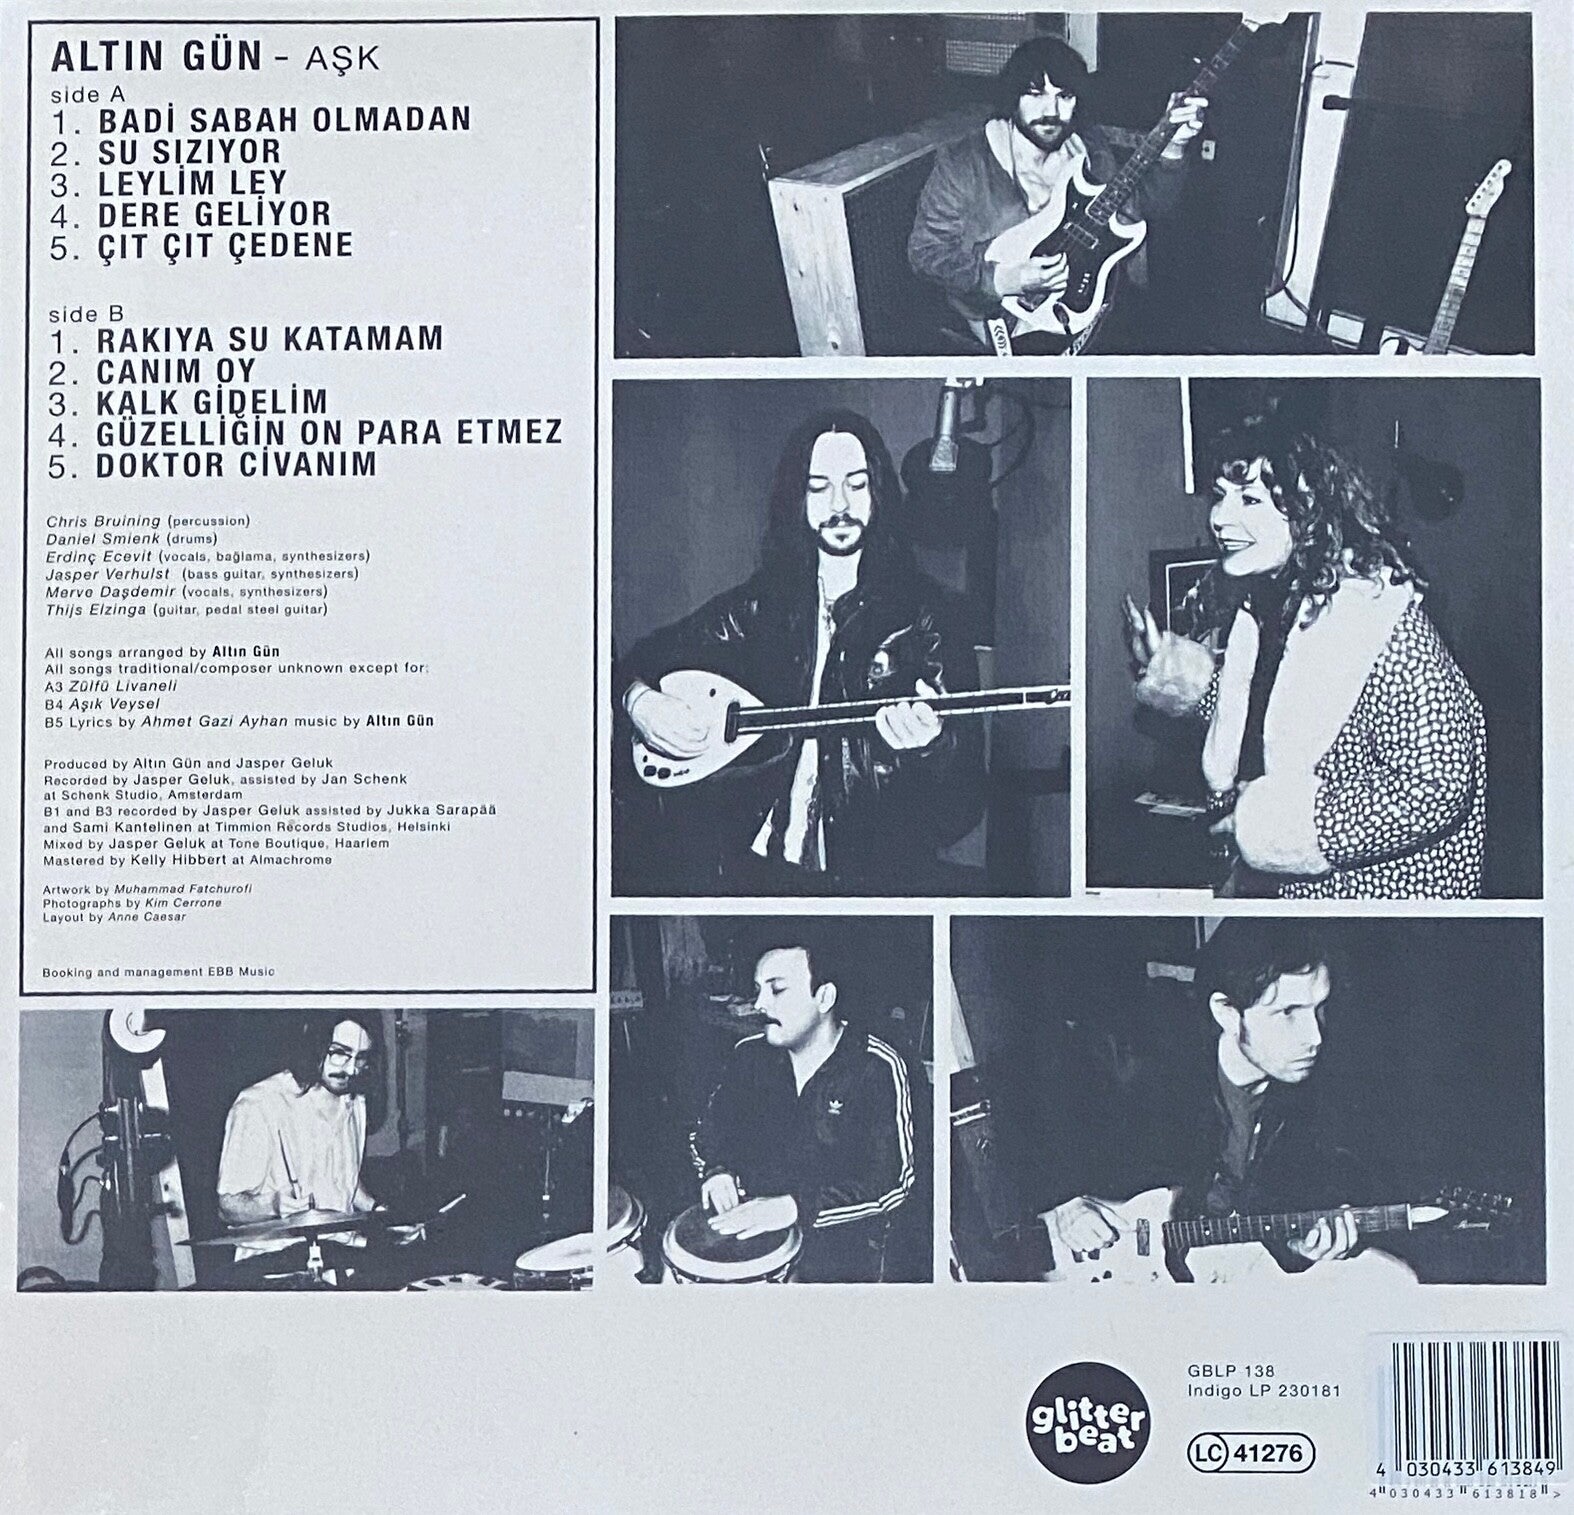 ALTIN GÜN - AŞK
side A
1. BADİ SABAH OLMADAN
2. SU SIZIYOR
3. LEYLİM LEY
4. DERE GELİYOR
5. ÇIT ÇIT ÇEDENE
side B
1. RAKIYA SU KATAMAM
2. CANIM OY
3. KALK GİDELİM
4. GÜZELLİĞİN ON PARA ETMEZ
5. DOKTOR CİVANIM
Chris Bruining (percussion)
Daniel Smienk (drums)
Erdinç Ecevit (vocals, bağlama, synthesizers)
Jasper Verhulst (bass guitar, synthesizers)
Merve Daşdemir (vocals, synthesizers)
Thijs Elzinga (guitar, pedal steel guitar)
All songs arranged by Altın Gün
All songs traditional/composer unknown except for:
A3 Zülfü Livaneli
B4 Aşık Veysel
B5 Lyrics by Ahmet Gazi Ayhan music by Altın Gün
Produced by Altın Gün and Jasper Geluk
Recorded by Jasper Geluk, assisted by Jan Schenk
at Schenk Studio, Amsterdam
B1 and B3 recorded by Jasper Geluk assisted by Jukka Sarapää
and Sami Kantelinen at Timmion Records Studios, Helsinki
Mixed by Jasper Geluk at Tone Boutique, Haarlem
Mastered by Kelly Hibbert at Almachrome
Artwork by Muhammad Fatchurofi
Photographs by Kim Cerrone
Layout by Anne Caesar
Booking and management EBB Music
glitter
beat
GBLP 138
Indigo LP 230181
LC 41276
4 030433 613849
4 030433 613818 >